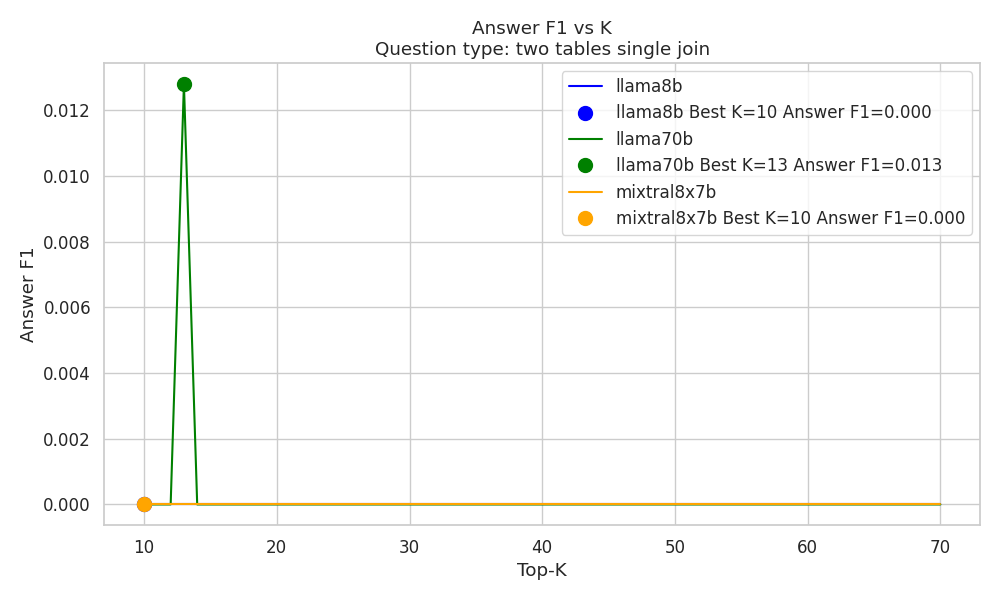 Answer F1 vs K
Question type: two tables single join
llama8b
llama8b Best K=10 Answer F1=0.000
llama70b
llama70b Best K=13 Answer F1=0.013
mixtral8x7b
mixtral8x7b Best K=10 Answer F1=0.000
Answer F1
0.012
0.010
0.008
0.006
0.004
0.002
0.000
10 20 30 40 50 60 70
Top-K